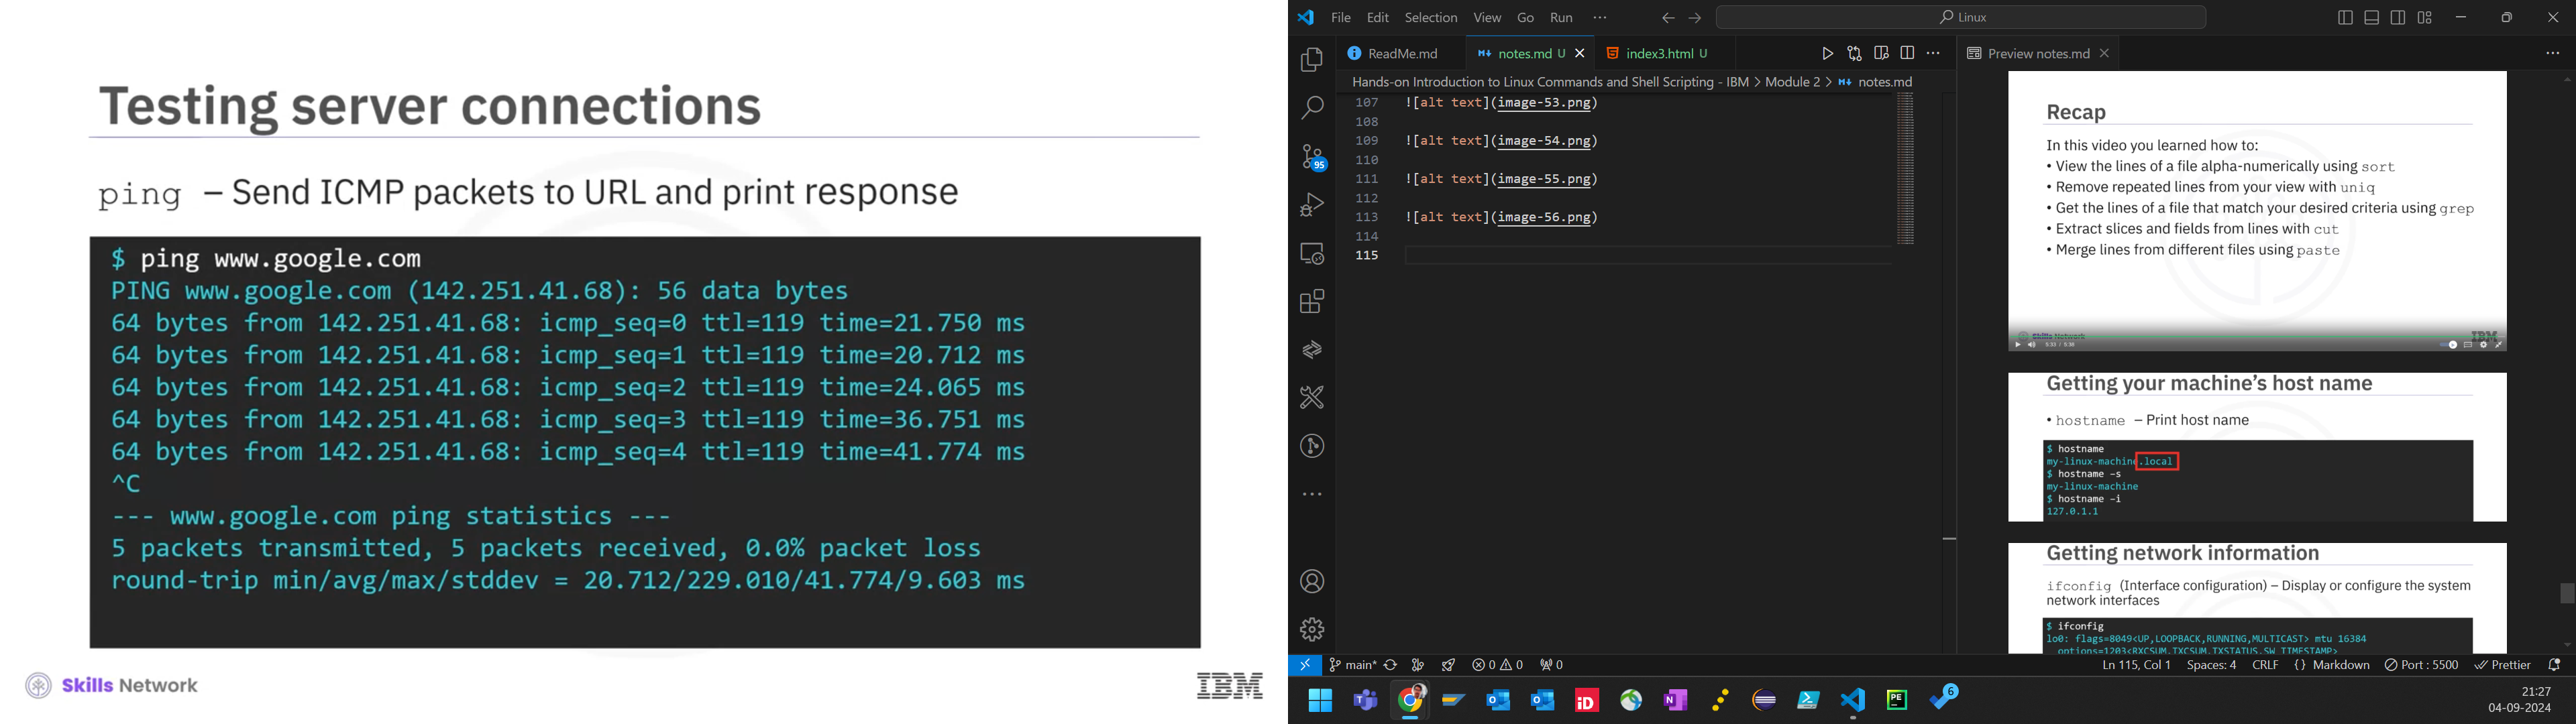 Testing server connections
ping – Send ICMP packets to URL and print response
$ ping www.google.com
PING www.google.com (142.251.41.68): 56 data bytes
64 bytes from 142.251.41.68: icmp_seq=0 ttl=119 time=21.750 ms
64 bytes from 142.251.41.68: icmp_seq=1 ttl=119 time=20.712 ms
64 bytes from 142.251.41.68: icmp_seq=2 ttl=119 time=24.065 ms
64 bytes from 142.251.41.68: icmp_seq=3 ttl=119 time=36.751 ms
64 bytes from 142.251.41.68: icmp_seq=4 ttl=119 time=41.774 ms
^C
--- www.google.com ping statistics ---
5 packets transmitted, 5 packets received, 0.0% packet loss
round-trip min/avg/max/stddev = 20.712/229.010/41.774/9.603 ms
Skills Network
IBM
File Edit Selection View Go Run ···
Linux
ReadMe.md
notes.md U
index3.html U
Preview notes.md
Hands-on Introduction to Linux Commands and Shell Scripting - IBM > Module 2 > notes.md
107 ![alt text](image-53.png)
108
109 ![alt text](image-54.png)
110
111 ![alt text](image-55.png)
112
113 ![alt text](image-56.png)
114
115
95
Recap
In this video you learned how to:
• View the lines of a file alpha-numerically using sort
• Remove repeated lines from your view with uniq
• Get the lines of a file that match your desired criteria using grep
• Extract slices and fields from lines with cut
• Merge lines from different files using paste
Skills Network
IBM
5:33 / 5:38
Getting your machine's host name
• hostname – Print host name
$ hostname
my-linux-machine.local
$ hostname -s
my-linux-machine
$ hostname -i
127.0.1.1
Getting network information
ifconfig (Interface configuration) – Display or configure the system
network interfaces
$ ifconfig
lo0: flags=8049<UP,LOOPBACK,RUNNING,MULTICAST> mtu 16384
options=1203<RXCSUM,TXCSUM,TXSTATUS,SW_TIMESTAMP>
main* 0 0 0
Ln 115, Col 1 Spaces: 4 CRLF {} Markdown Port : 5500 Prettier
iD
PE
6
21:27
04-09-2024